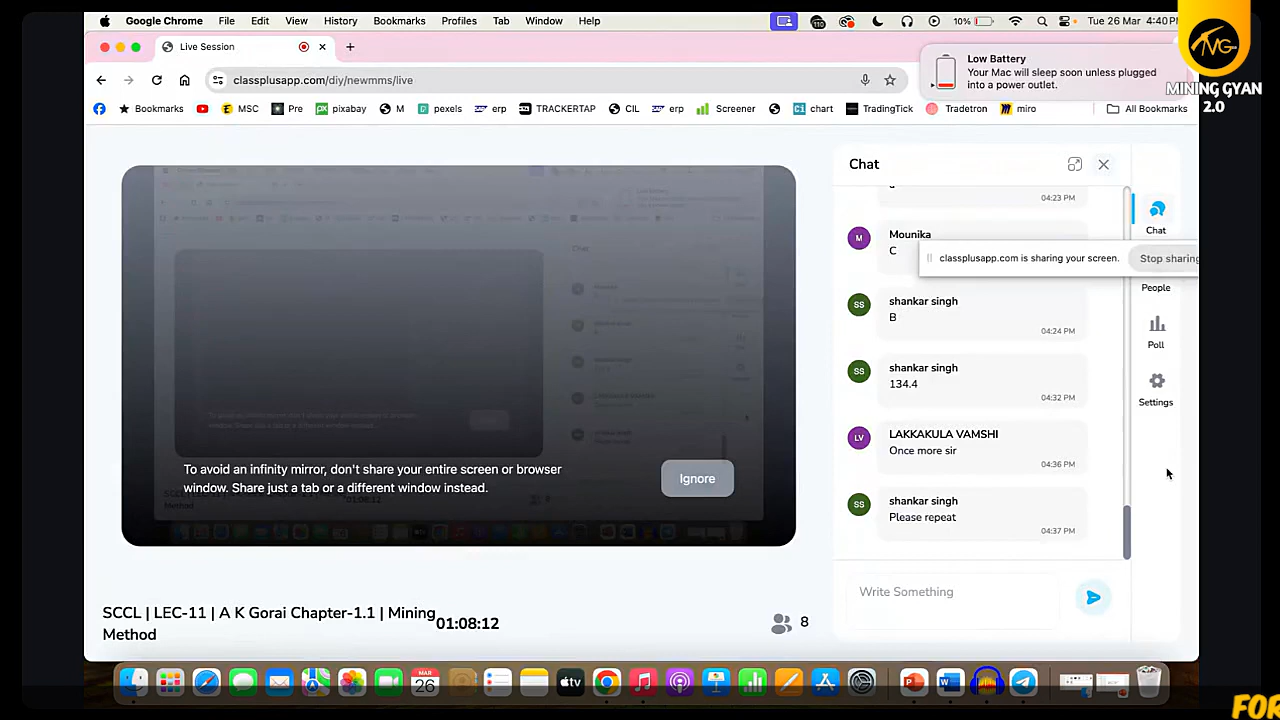 Google Chrome File Edit View History Bookmarks Profiles Tab Window Help 10% Tue 26 Mar 4:40
Live Session
Low Battery
Your Mac will sleep soon unless plugged
into a power outlet.
TMG
MINING GYAN
2.0
classplusapp.com/diy/newmms/live
Bookmarks MSC Pre pixabay M pexels erp TRACKERTAP CIL erp Screener chart TradingTick Tradetron miro All Bookmarks
Chat
04:23 PM
Mounika
C
classplusapp.com is sharing your screen. Stop sharing
shankar singh
B
04:24 PM
shankar singh
134.4
04:32 PM
LAKKAKULA VAMSHI
Once more sir
04:36 PM
shankar singh
Please repeat
04:37 PM
Write Something
Chat
People
Poll
Settings
To avoid an infinity mirror, don't share your entire screen or browser
window. Share just a tab or a different window instead.
Ignore
SCCL | LEC-11 | A K Gorai Chapter-1.1 | Mining
Method
01:08:12
8
MAR
26
tv
FOR